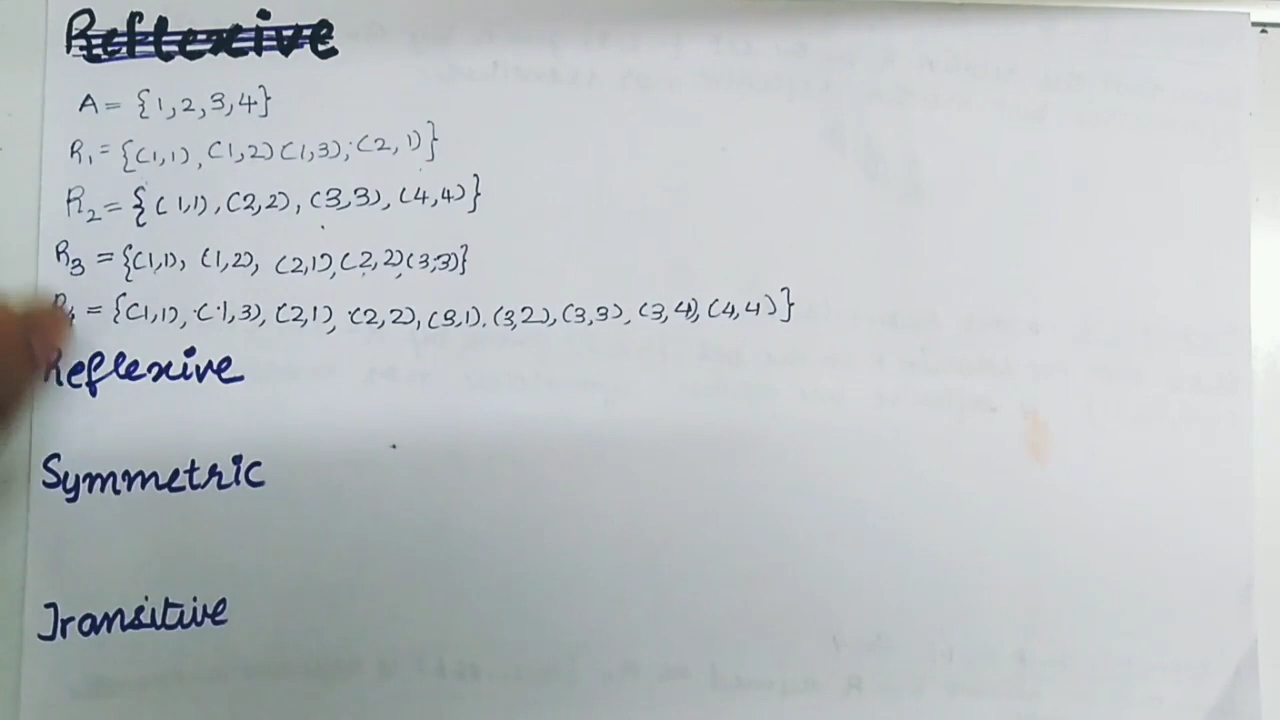 Reflexive
A = {1,2,3,4}
R1 = {(1,1), (1,2) (1,3), (2,1)}
R2 = {(1,1), (2,2), (3,3), (4,4)}
R3 = {(1,1), (1,2), (2,1), (2,2) (3,3)}
R4 = {(1,1), (1,3), (2,1), (2,2), (3,1), (3,2), (3,3), (3,4), (4,4)}
Reflexive
Symmetric
Transitive